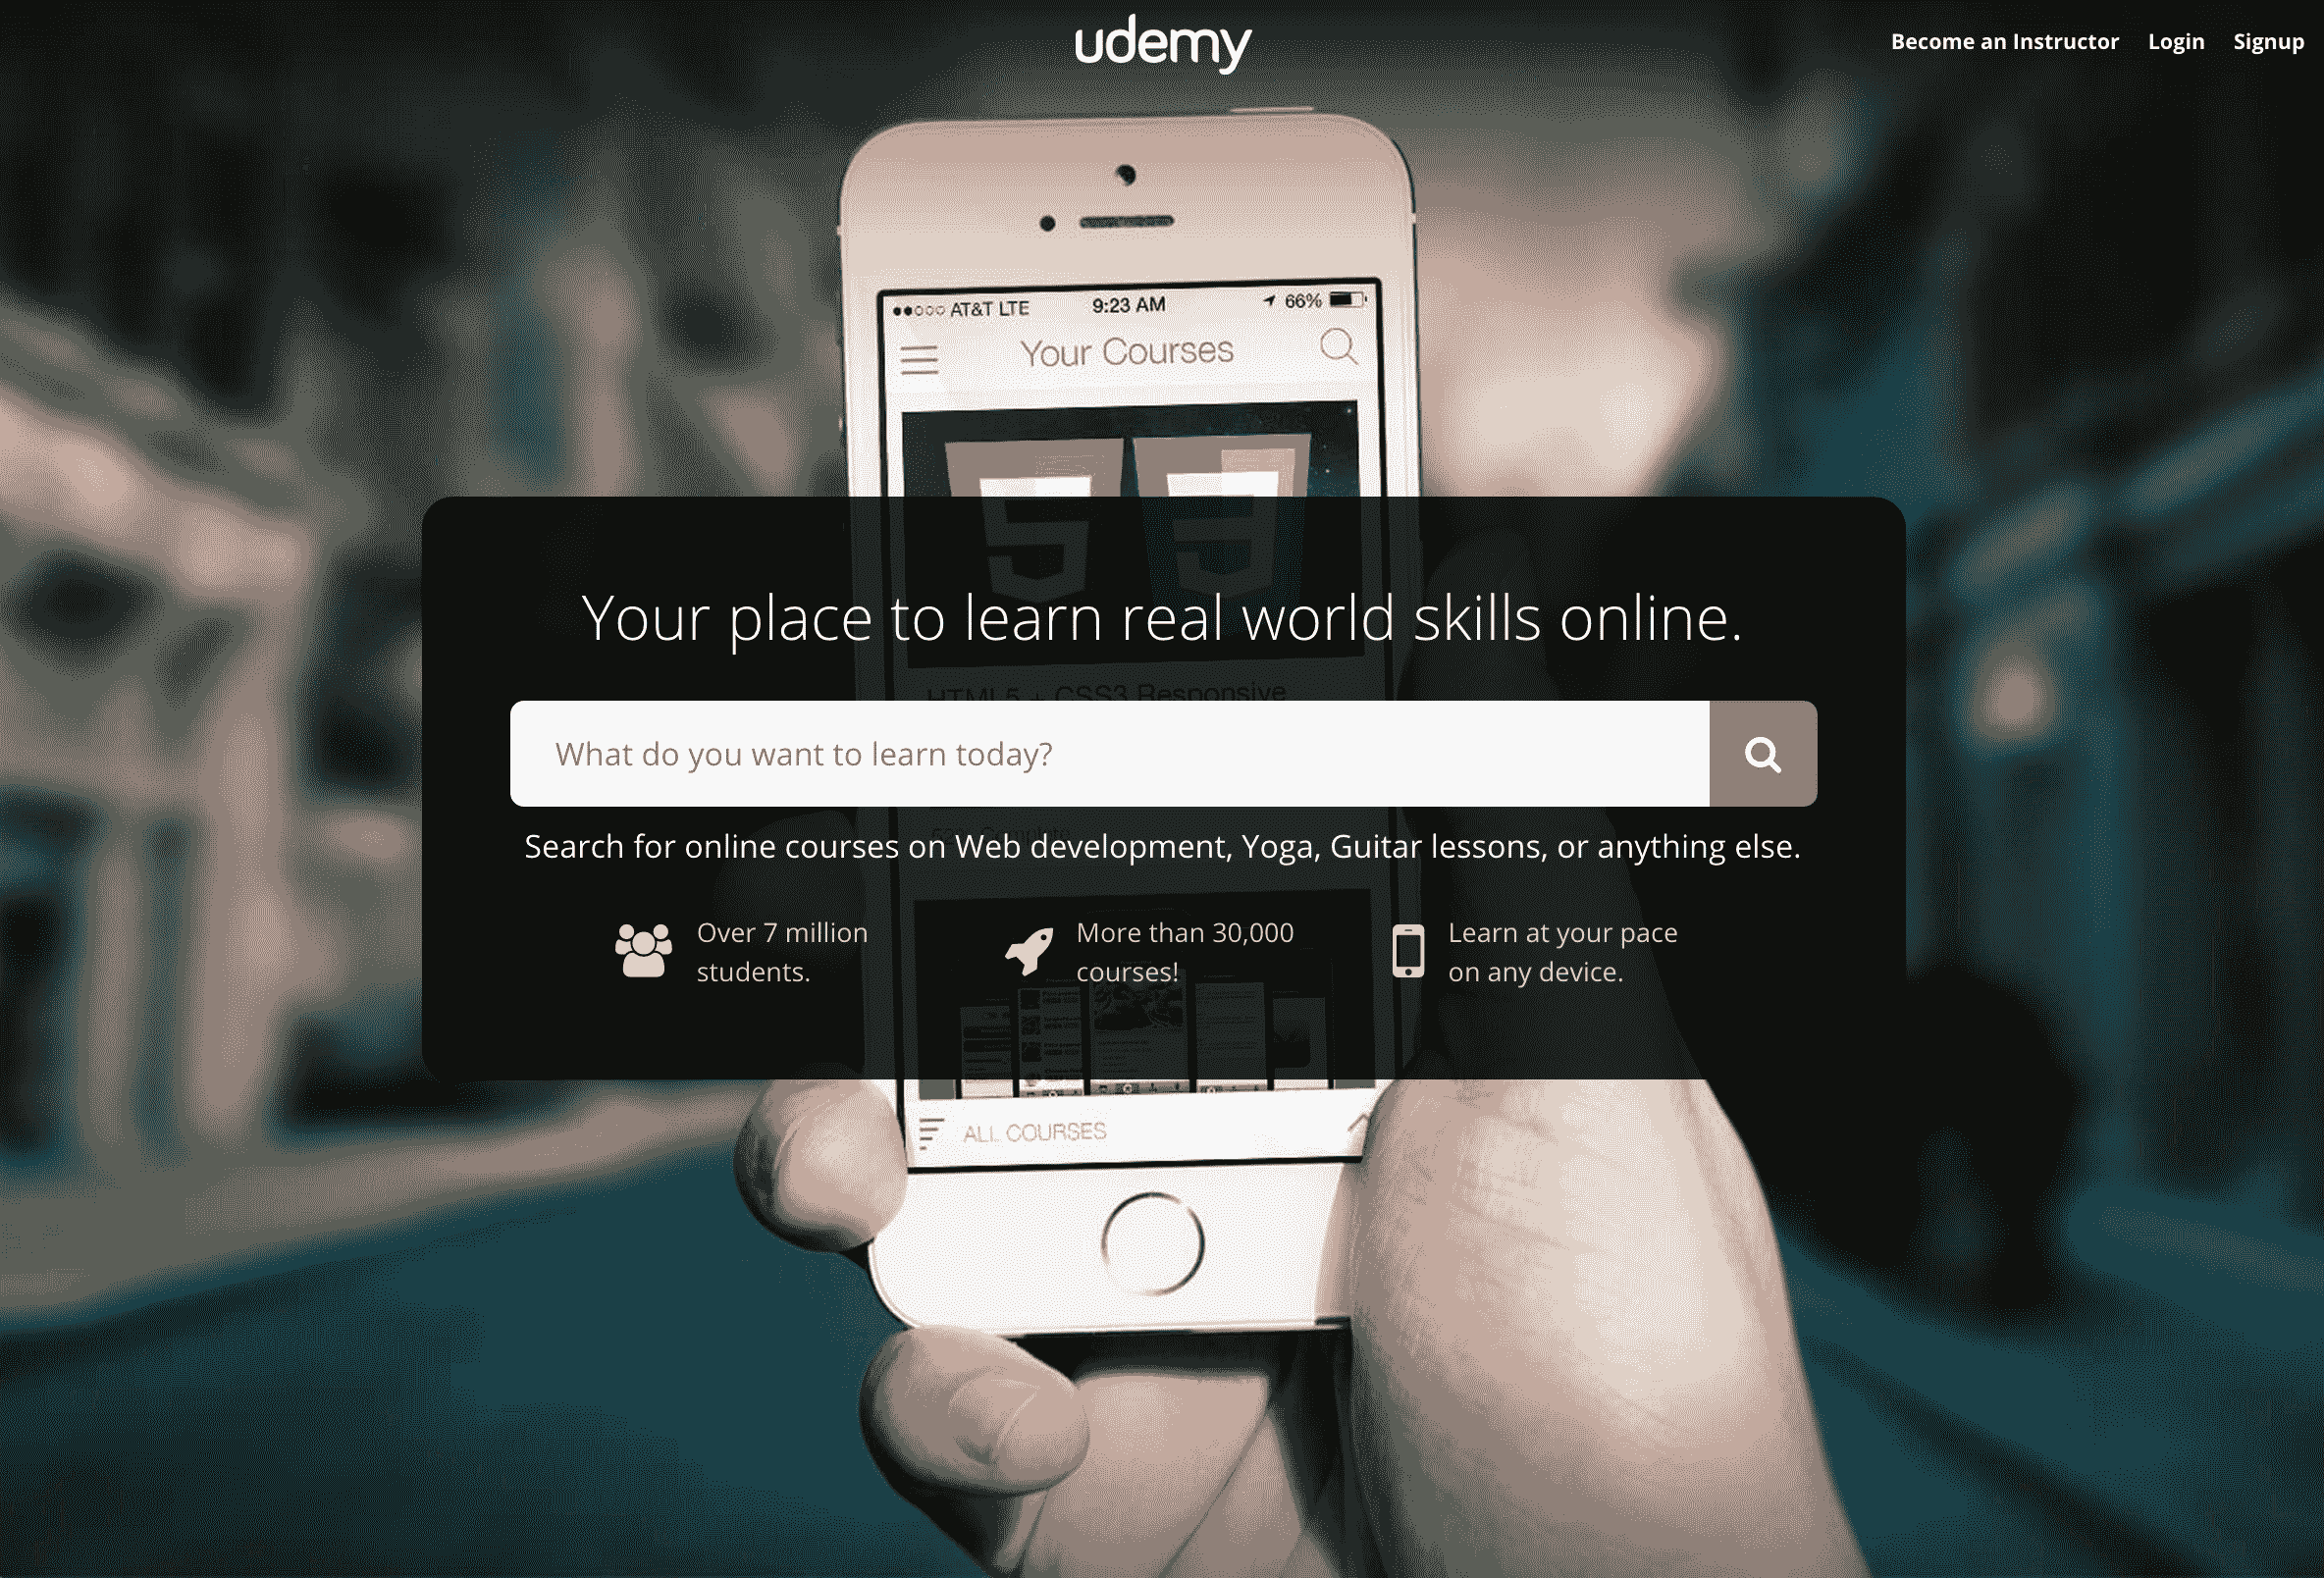 udemy
Become an Instructor Login Signup
AT&T LTE 9:23 AM 66%
Your Courses
Your place to learn real world skills online.
HTML5 + CSS3 Responsive
What do you want to learn today?
Complete
Search for online courses on Web development, Yoga, Guitar lessons, or anything else.
Over 7 million
students.
More than 30,000
courses!
Learn at your pace
on any device.
ALL COURSES